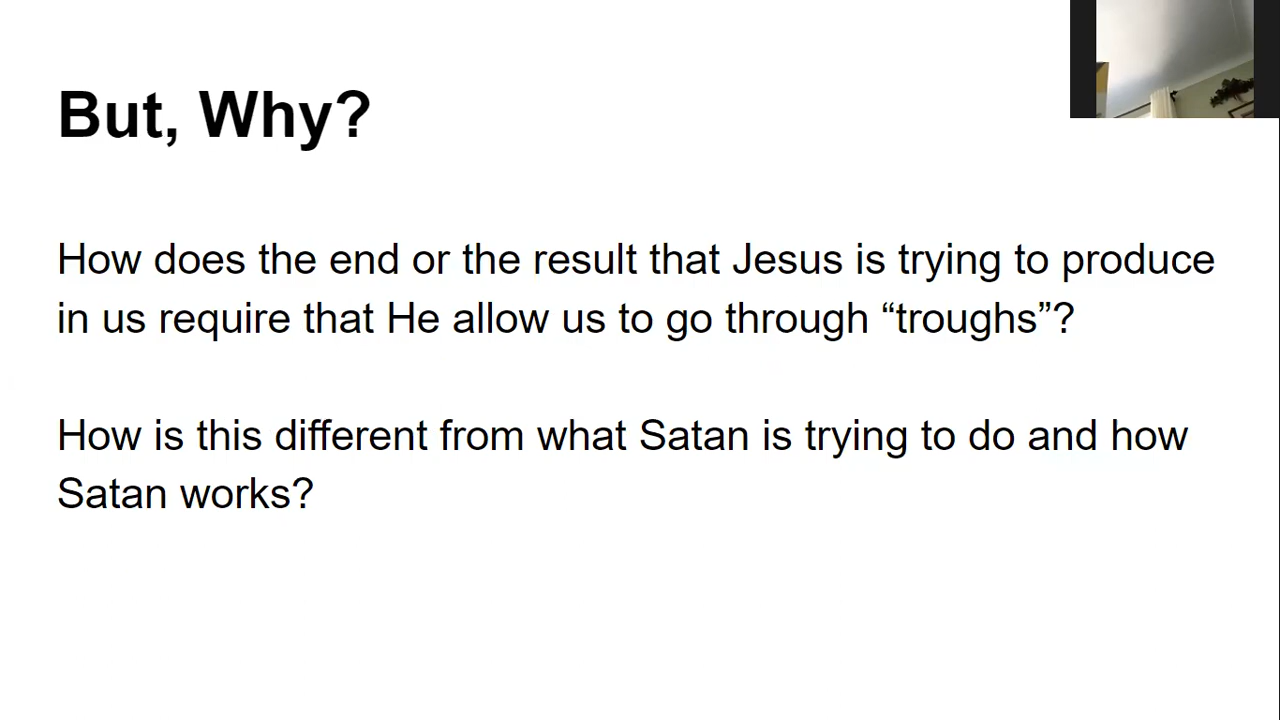 But, Why?
How does the end or the result that Jesus is trying to produce
in us require that He allow us to go through “troughs”?
How is this different from what Satan is trying to do and how
Satan works?